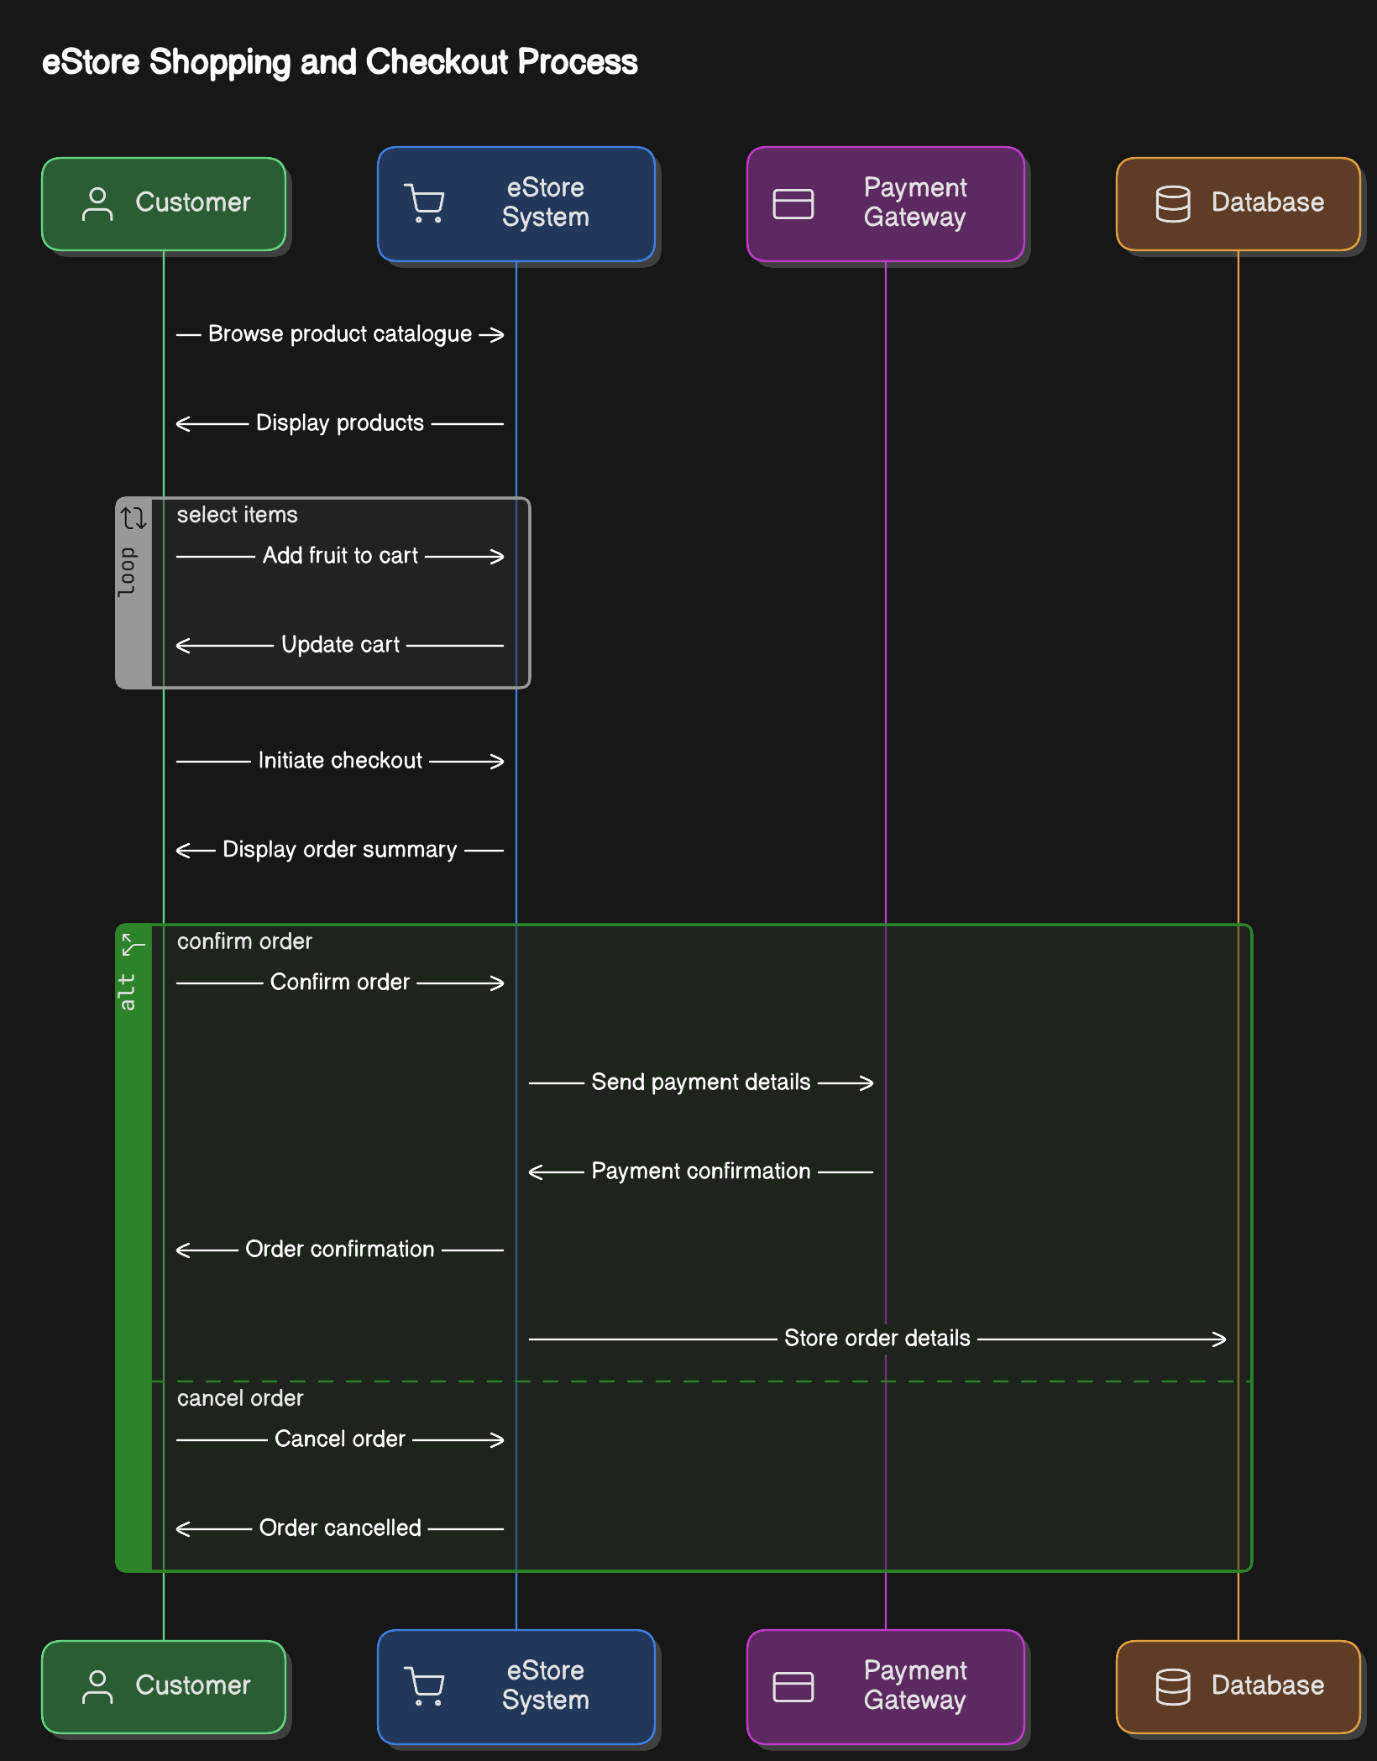 eStore Shopping and Checkout Process
Customer
eStore
System
Payment
Gateway
Database
Browse product catalogue
Display products
loop
select items
Add fruit to cart
Update cart
Initiate checkout
Display order summary
alt
confirm order
Confirm order
Send payment details
Payment confirmation
Order confirmation
Store order details
cancel order
Cancel order
Order cancelled
Customer
eStore
System
Payment
Gateway
Database